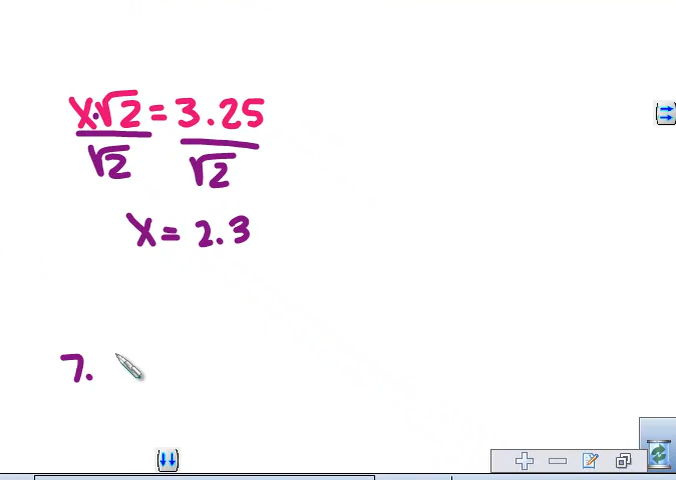 x·√2 = 3.25
√2 √2
x = 2.3
7.